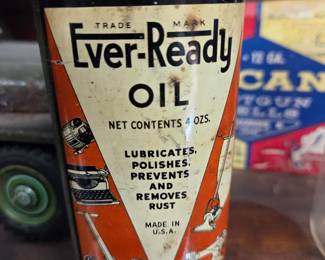 TRADE MARK
Ever-Ready
OIL
NET CONTENTS 4 OZS.
LUBRICATES,
POLISHES,
PREVENTS
AND
REMOVES
RUST
MADE IN
U.S.A.
12 GA.
CAN